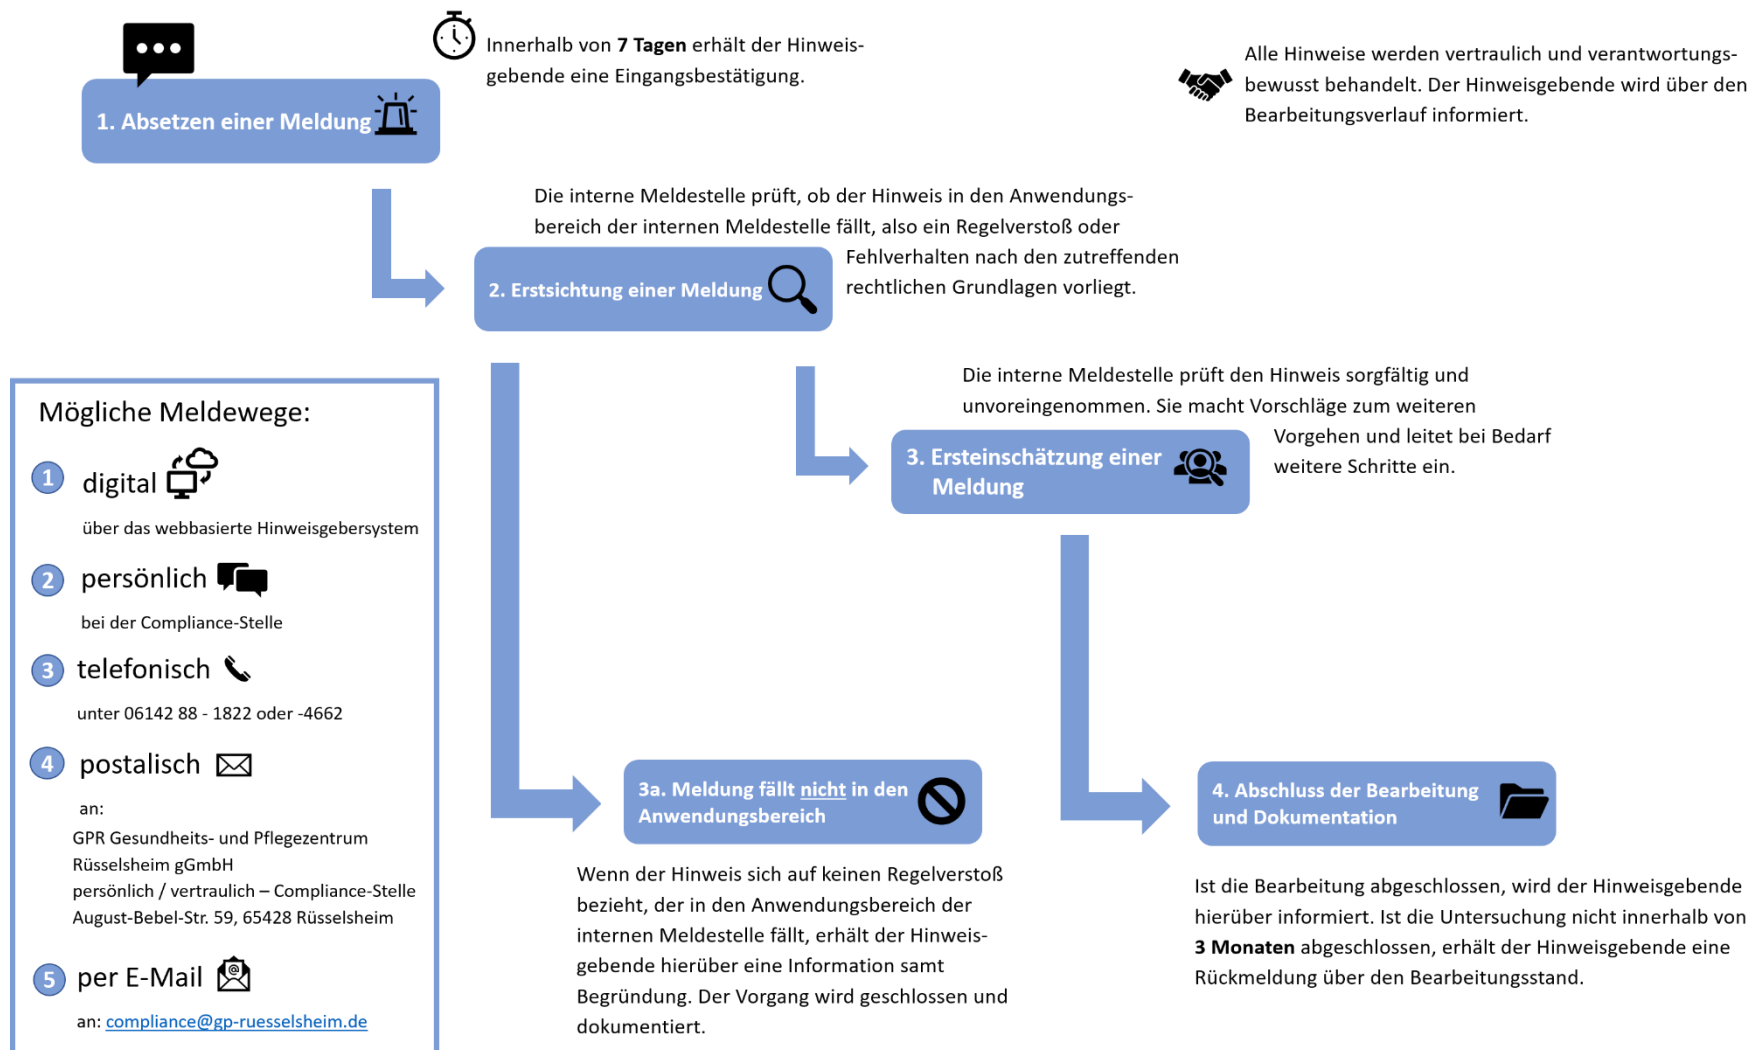 Innerhalb von 7 Tagen erhält der Hinweis-
gebende eine Eingangsbestätigung.
Alle Hinweise werden vertraulich und verantwortungs-
bewusst behandelt. Der Hinweisgebende wird über den
Bearbeitungsverlauf informiert.
1. Absetzen einer Meldung
Die interne Meldestelle prüft, ob der Hinweis in den Anwendungs-
bereich der internen Meldestelle fällt, also ein Regelverstoß oder
Fehlverhalten nach den zutreffenden
rechtlichen Grundlagen vorliegt.
2. Erstsichtung einer Meldung
Die interne Meldestelle prüft den Hinweis sorgfältig und
unvoreingenommen. Sie macht Vorschläge zum weiteren
Vorgehen und leitet bei Bedarf
weitere Schritte ein.
3. Ersteinschätzung einer
Meldung
Mögliche Meldewege:
1 digital
über das webbasierte Hinweisgebersystem
2 persönlich
bei der Compliance-Stelle
3 telefonisch
unter 06142 88 - 1822 oder -4662
4 postalisch
an:
GPR Gesundheits- und Pflegezentrum
Rüsselsheim gGmbH
persönlich / vertraulich – Compliance-Stelle
August-Bebel-Str. 59, 65428 Rüsselsheim
5 per E-Mail
an: compliance@gp-ruesselsheim.de
3a. Meldung fällt nicht in den
Anwendungsbereich
Wenn der Hinweis sich auf keinen Regelverstoß
bezieht, der in den Anwendungsbereich der
internen Meldestelle fällt, erhält der Hinweis-
gebende hierüber eine Information samt
Begründung. Der Vorgang wird geschlossen und
dokumentiert.
4. Abschluss der Bearbeitung
und Dokumentation
Ist die Bearbeitung abgeschlossen, wird der Hinweisgebende
hierüber informiert. Ist die Untersuchung nicht innerhalb von
3 Monaten abgeschlossen, erhält der Hinweisgebende eine
Rückmeldung über den Bearbeitungsstand.